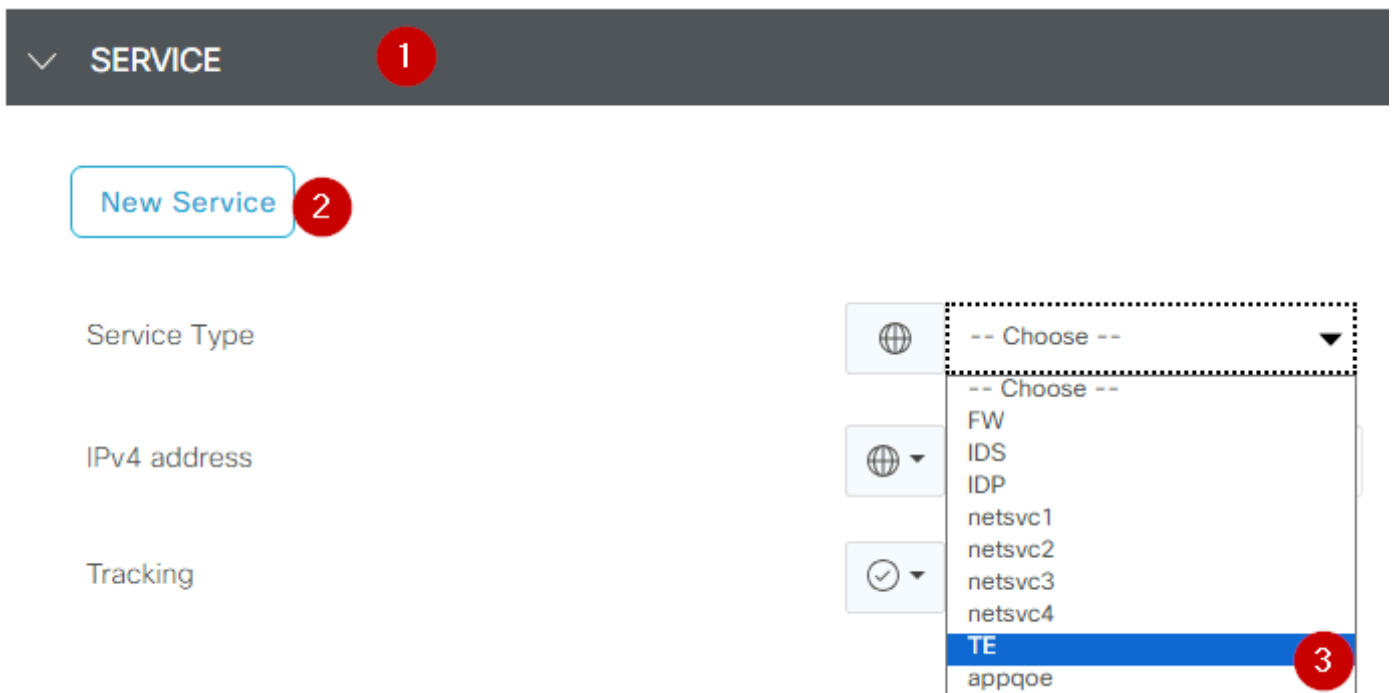 SERVICE 1
New Service 2
Service Type
-- Choose --
-- Choose --
FW
IDS
IDP
netsvc1
netsvc2
netsvc3
netsvc4
TE 3
appqoe
IPv4 address
Tracking